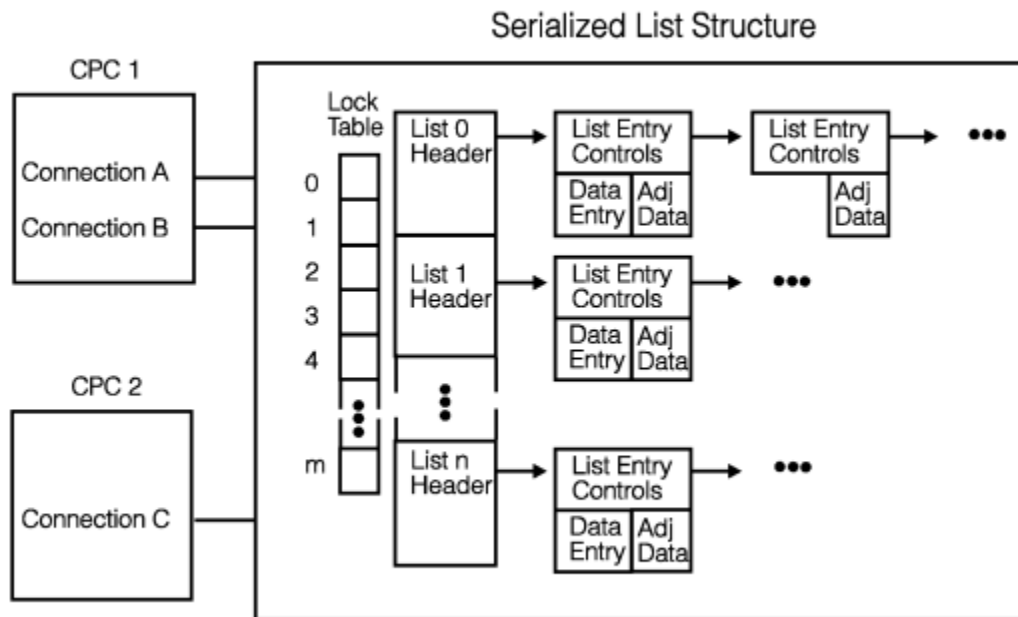 Serialized List Structure
CPC 1
Connection A
Connection B
CPC 2
Connection C
Lock
Table
0
1
2
3
4
m
List 0
Header
List Entry
Controls
Data
Entry
Adj
Data
List Entry
Controls
Adj
Data
List 1
Header
List Entry
Controls
Data
Entry
Adj
Data
List n
Header
List Entry
Controls
Data
Entry
Adj
Data